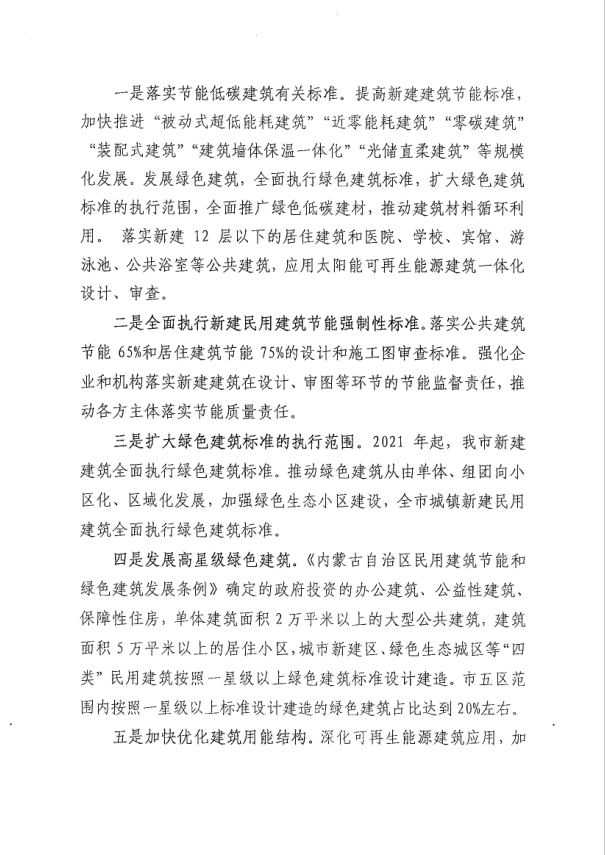 一是落实节能低碳建筑有关标准。提高新建建筑节能标准，
加快推进“被动式超低能耗建筑”“近零能耗建筑”“零碳建筑”
“装配式建筑”“建筑墙体保温一体化”“光储直柔建筑”等规模
化发展。发展绿色建筑，全面执行绿色建筑标准，扩大绿色建筑
标准的执行范围，全面推广绿色低碳建材，推动建筑材料循环利
用。 落实新建 12 层以下的居住建筑和医院、学校、宾馆、游
泳池、公共浴室等公共建筑，应用太阳能可再生能源建筑一体化
设计、审查。
二是全面执行新建民用建筑节能强制性标准。落实公共建筑
节能 65%和居住建筑节能 75%的设计和施工图审查标准。强化企
业和机构落实新建建筑在设计、审图等环节的节能监督责任，推
动各方主体落实节能质量责任。
三是扩大绿色建筑标准的执行范围。2021 年起，我市新建
建筑全面执行绿色建筑标准。推动绿色建筑从由单体、组团向小
区化、区域化发展，加强绿色生态小区建设，全市城镇新建民用
建筑全面执行绿色建筑标准。
四是发展高星级绿色建筑。《内蒙古自治区民用建筑节能和
绿色建筑发展条例》确定的政府投资的办公建筑、公益性建筑、
保障性住房，单体建筑面积 2 万平米以上的大型公共建筑，建筑
面积 5 万平米以上的居住小区，城市新建区、绿色生态城区等“四
类”民用建筑按照一星级以上绿色建筑标准设计建造。市五区范
围内按照一星级以上标准设计建造的绿色建筑占比达到 20%左右。
五是加快优化建筑用能结构。深化可再生能源建筑应用，加